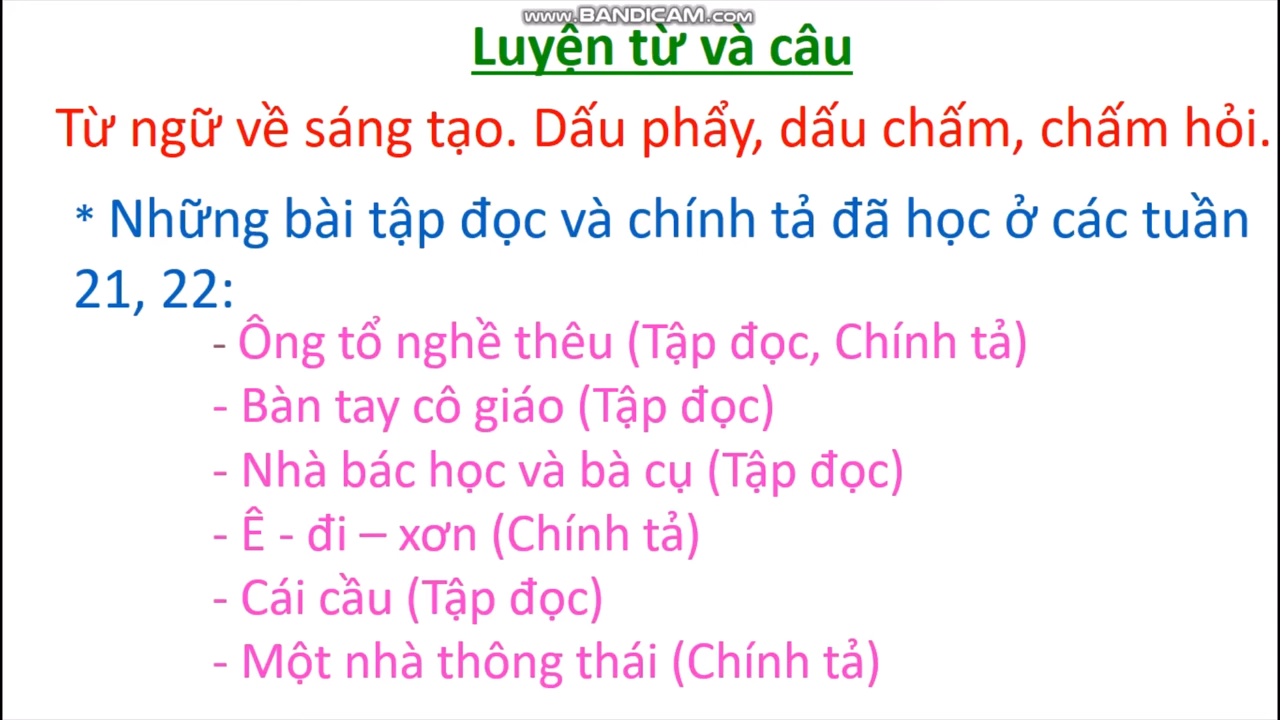 www.BANDICAM.com
Luyện từ và câu
Từ ngữ về sáng tạo. Dấu phẩy, dấu chấm, chấm hỏi.
* Những bài tập đọc và chính tả đã học ở các tuần
21, 22:
- Ông tổ nghề thêu (Tập đọc, Chính tả)
- Bàn tay cô giáo (Tập đọc)
- Nhà bác học và bà cụ (Tập đọc)
- Ê - đi – xơn (Chính tả)
- Cái cầu (Tập đọc)
- Một nhà thông thái (Chính tả)